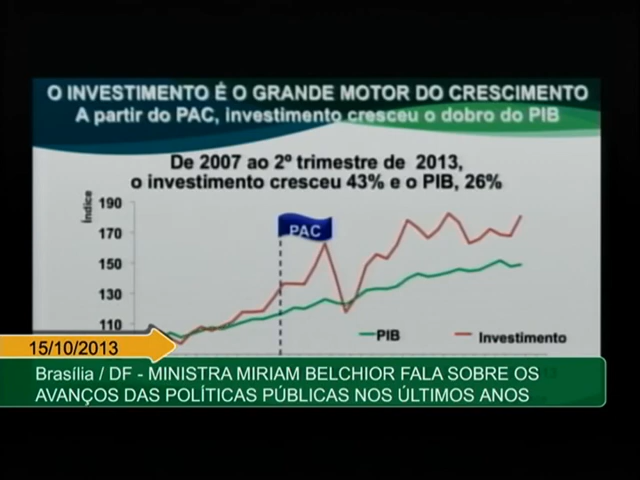 O INVESTIMENTO É O GRANDE MOTOR DO CRESCIMENTO
A partir do PAC, investimento cresceu o dobro do PIB
De 2007 ao 2º trimestre de 2013,
o investimento cresceu 43% e o PIB, 26%
Índice
190
170
150
110
PAC
PIB
Investimento
15/10/2013
Brasília / DF - MINISTRA MIRIAM BELCHIOR FALA SOBRE OS
AVANÇOS DAS POLÍTICAS PÚBLICAS NOS ÚLTIMOS ANOS